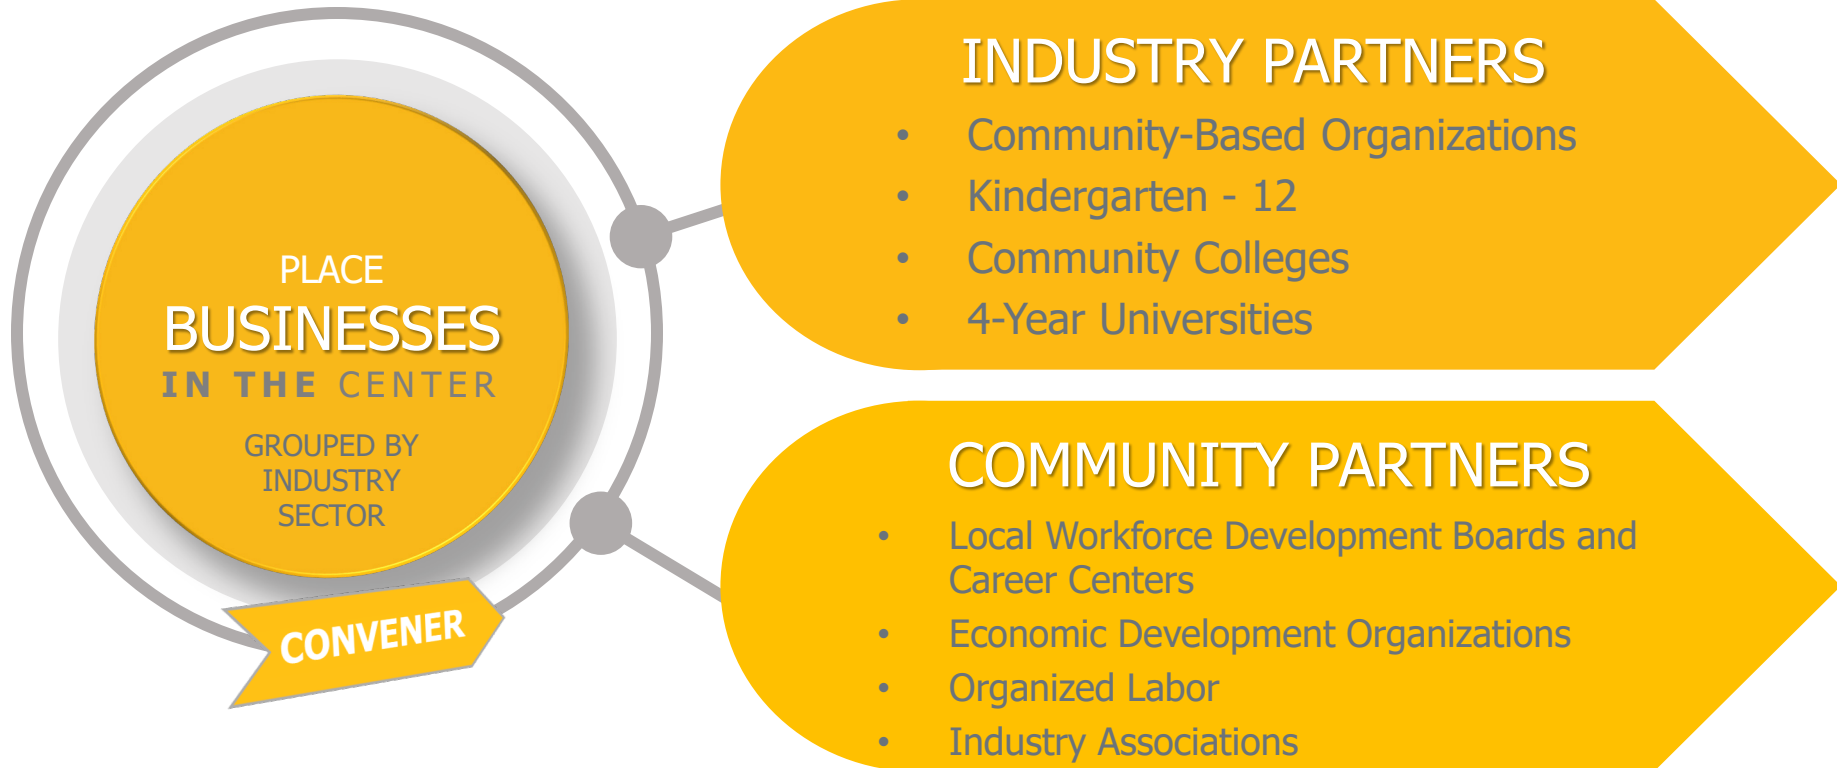 PLACE
BUSINESSES
IN THE CENTER
GROUPED BY
INDUSTRY
SECTOR
CONVENER
INDUSTRY PARTNERS
• Community-Based Organizations
• Kindergarten - 12
• Community Colleges
• 4-Year Universities
COMMUNITY PARTNERS
• Local Workforce Development Boards and
Career Centers
• Economic Development Organizations
• Organized Labor
• Industry Associations